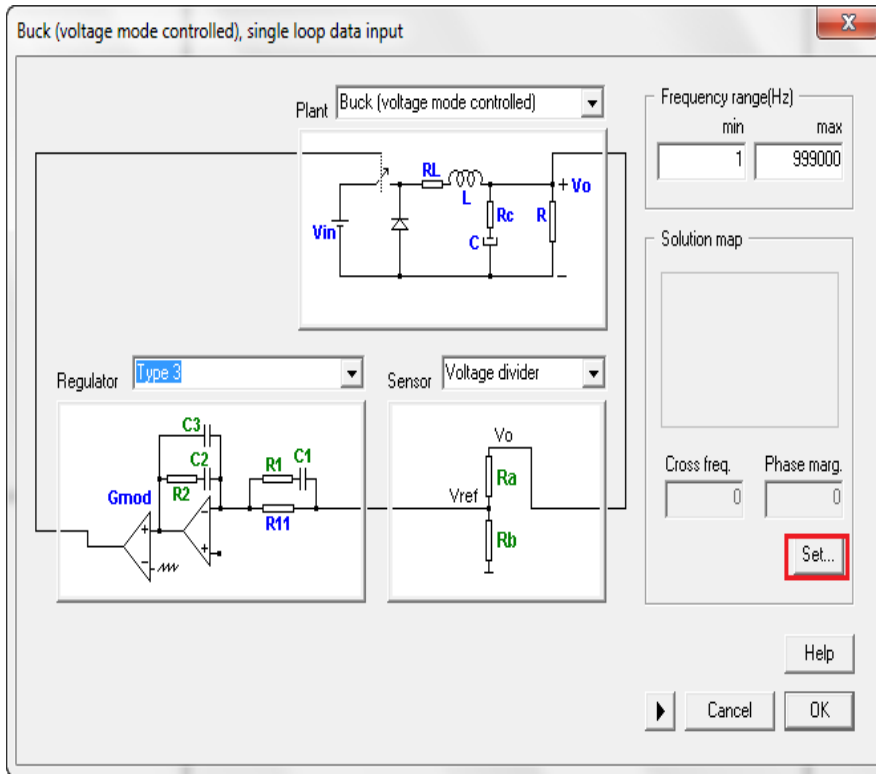 Buck (voltage mode controlled), single loop data input
Plant
Buck (voltage mode controlled)
RL
L
+ Vo
Rc
R
Vin
C
−
Frequency range(Hz)
min
max
1
999000
Solution map
Cross freq.
Phase marg.
0
0
Set...
Regulator
Type 3
C3
C2
R2
R1
C1
R11
Gmod
+
−
−
+
Sensor
Voltage divider
Vo
Ra
Vref
Rb
Help
Cancel
OK